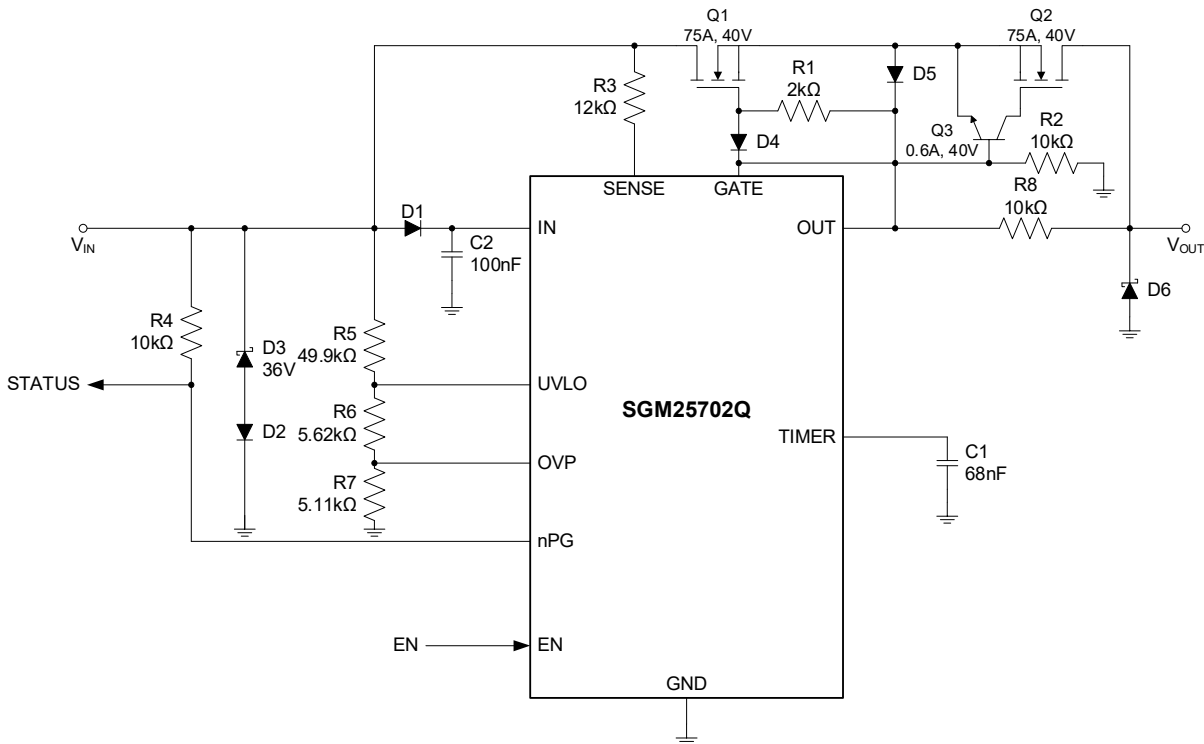 Q1
75A, 40V
Q2
75A, 40V
R3
12kΩ
R1
2kΩ
D5
D4
Q3
0.6A, 40V
R2
10kΩ
SENSE
GATE
R8
10kΩ
D1
IN
OUT
VIN
C2
100nF
VOUT
D6
R4
10kΩ
D3
36V
R5
49.9kΩ
STATUS
UVLO
SGM25702Q
D2
R6
5.62kΩ
TIMER
OVP
C1
68nF
R7
5.11kΩ
nPG
EN
EN
GND